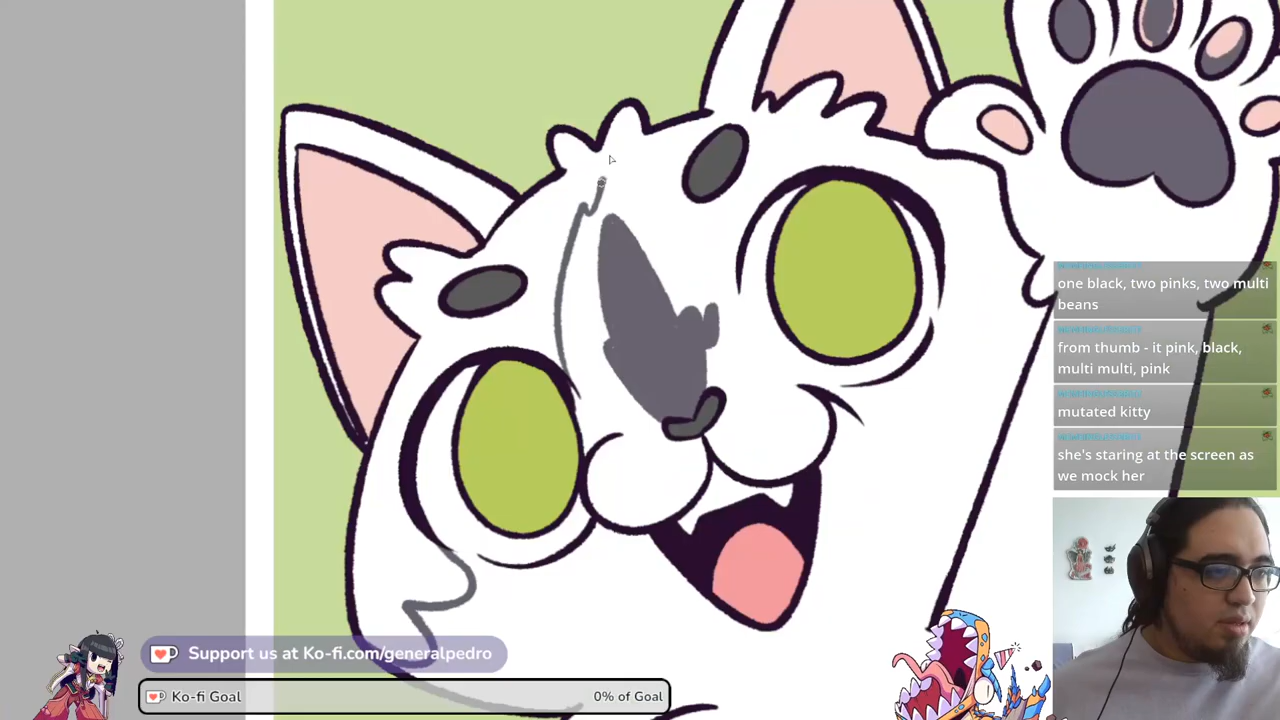 one black, two pinks, two multi
beans
from thumb - it pink, black,
multi multi, pink
mutated kitty
she's staring at the screen as
we mock her
Support us at Ko-fi.com/generalpedro
Ko-fi Goal 0% of Goal